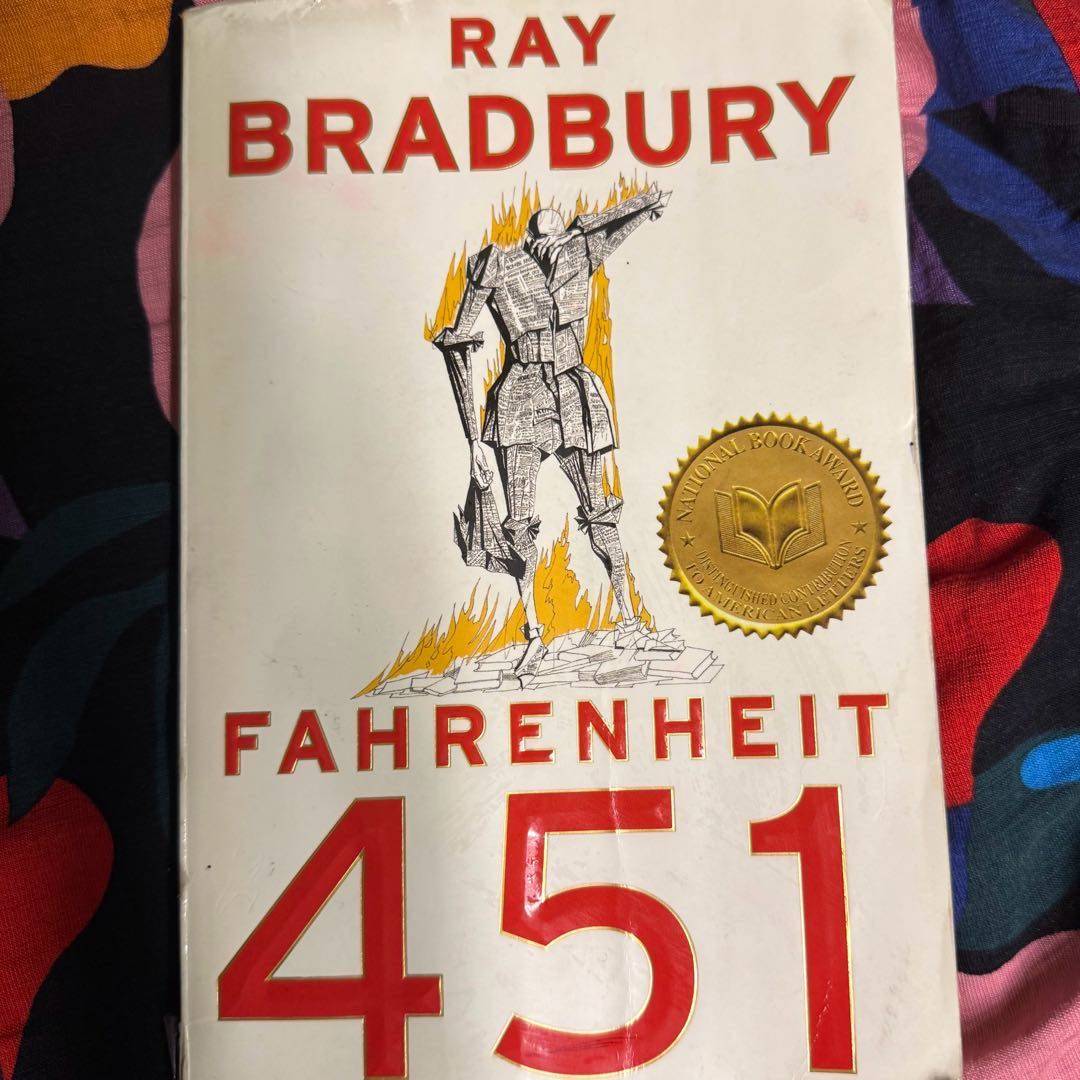 RAY
BRADBURY
NATIONAL BOOK AWARD
DISTINGUISHED CONTRIBUTION
TO AMERICAN LETTERS
FAHRENHEIT
451